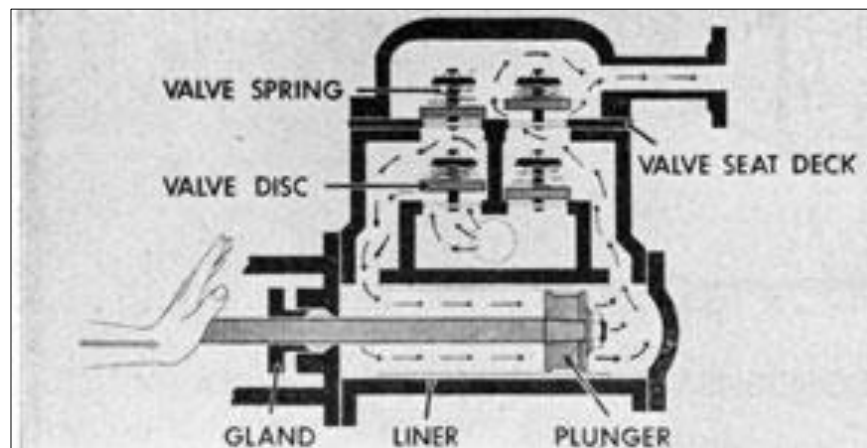 VALVE SPRING
VALVE SEAT DECK
VALVE DISC
GLAND LINER PLUNGER